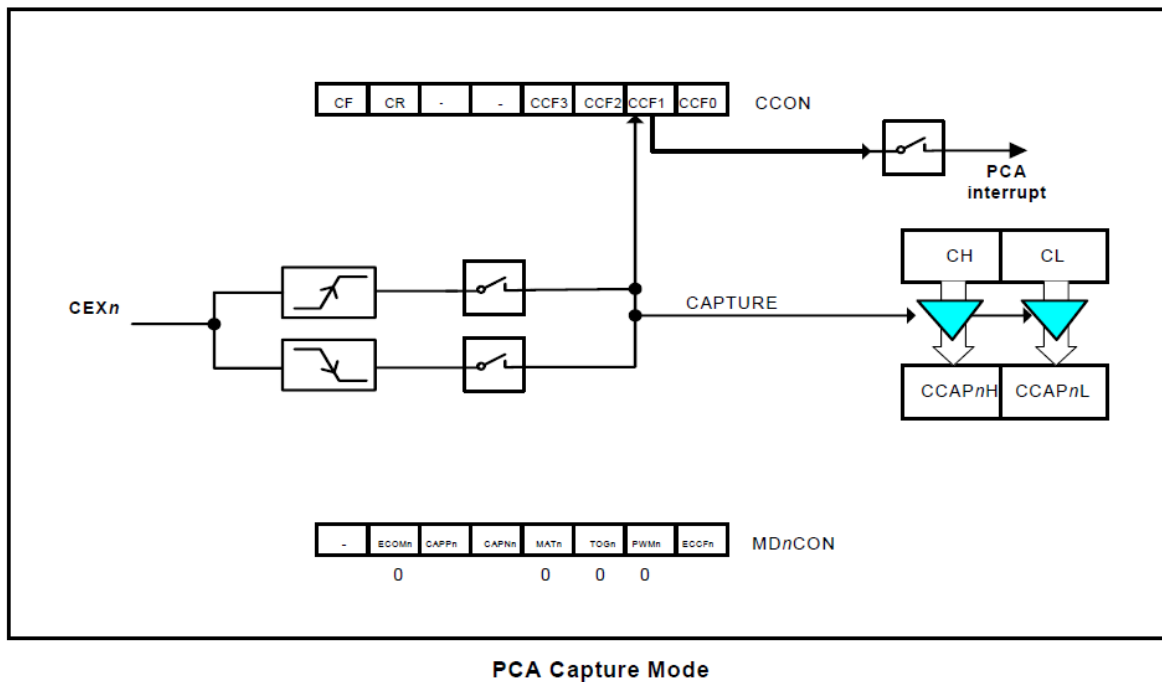 CF CR - - CCF3 CCF2 CCF1 CCF0 CCON
PCA
interrupt
CH CL
CEXn
CAPTURE
CCAPnH CCAPnL
- ECOMn CAPPn CAPNn MATn TOGn PWMn ECCFn MDnCON
0 0 0 0
PCA Capture Mode